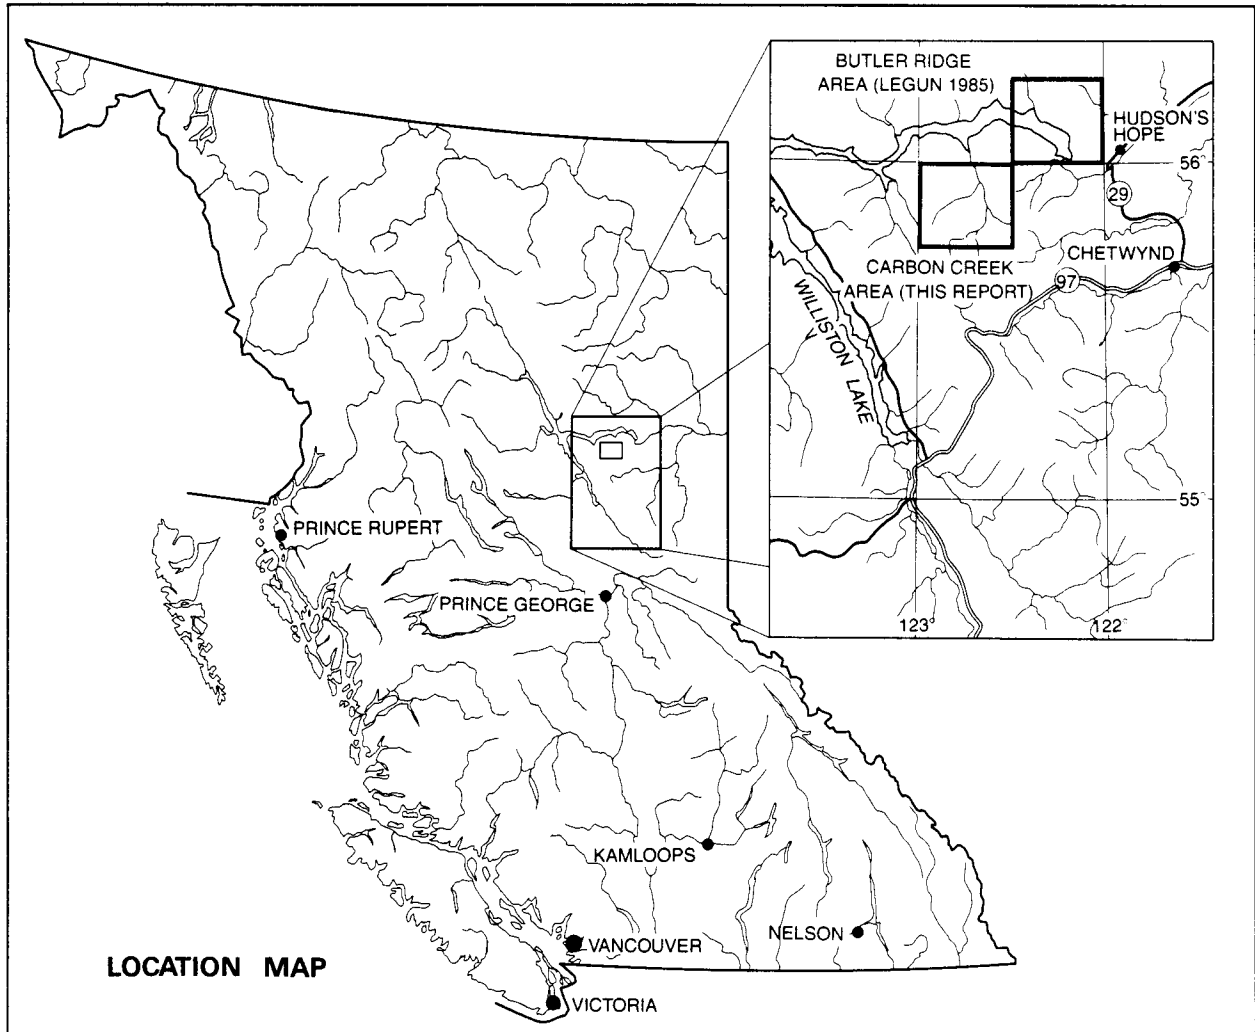 BUTLER RIDGE
AREA (LEGUN 1985)
HUDSON'S
HOPE
56°
29
CHETWYND
CARBON CREEK
AREA (THIS REPORT)
97
WILLISTON LAKE
55°
123°
122°
PRINCE RUPERT
PRINCE GEORGE
KAMLOOPS
NELSON
VANCOUVER
LOCATION MAP
VICTORIA